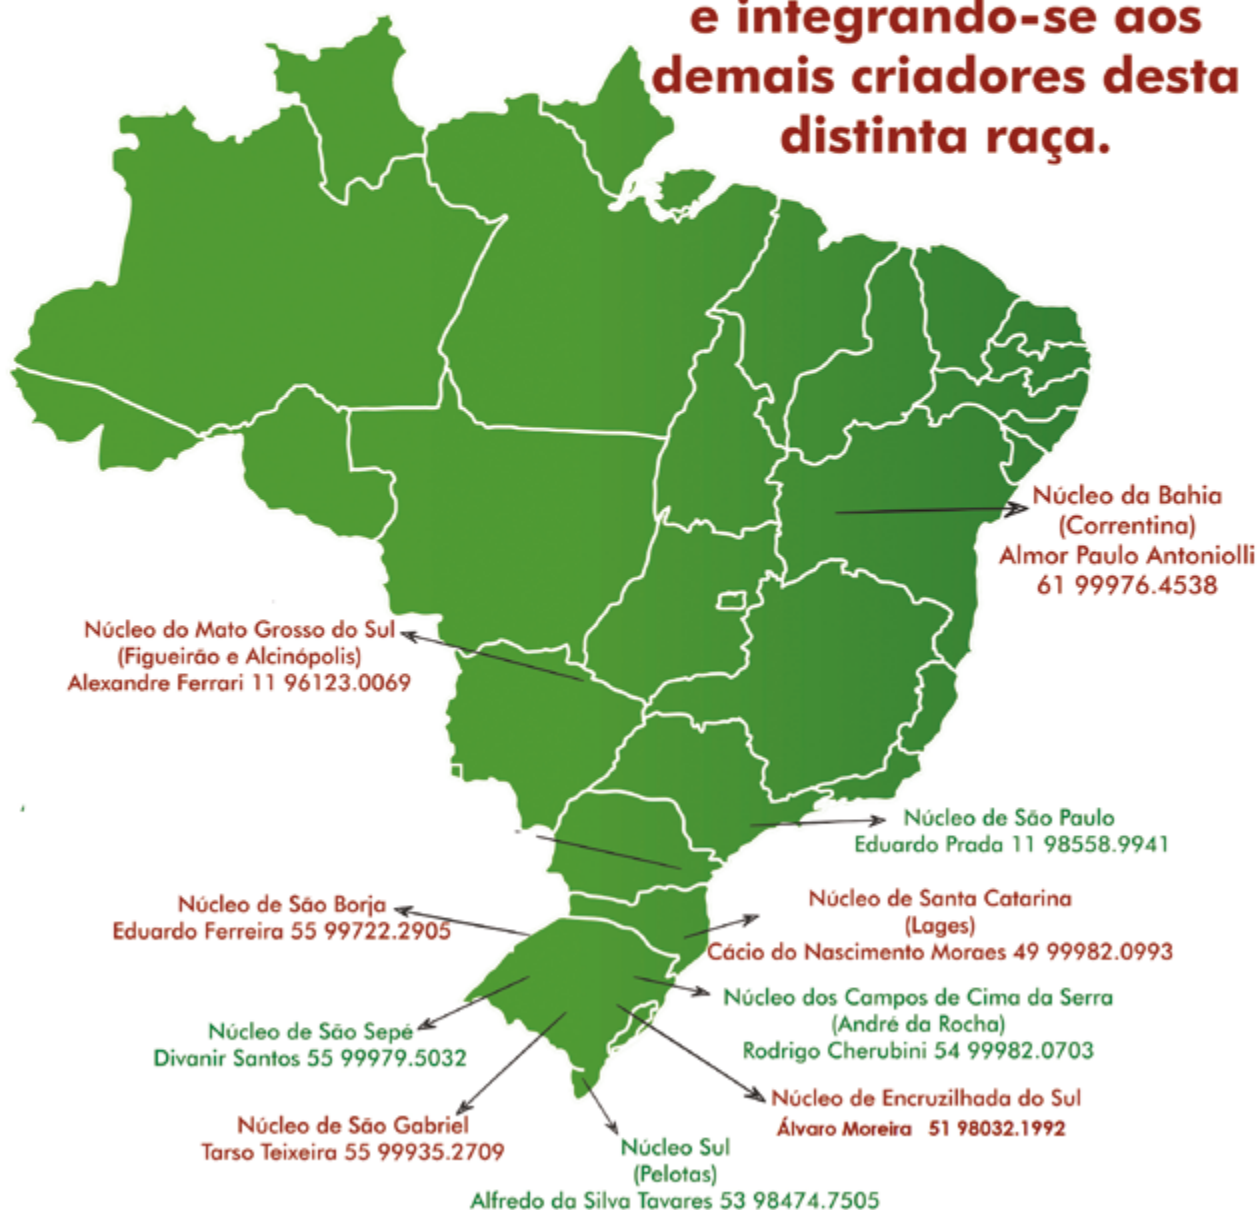 e integrando-se aos
demais criadores desta
distinta raça.
Núcleo da Bahia
(Correntina)
Almor Paulo Antoniolli
61 99976.4538
Núcleo do Mato Grosso do Sul
(Figueirão e Alcinópolis)
Alexandre Ferrari 11 96123.0069
Núcleo de São Paulo
Eduardo Prada 11 98558.9941
Núcleo de São Borja
Eduardo Ferreira 55 99722.2905
Núcleo de Santa Catarina
(Lages)
Cácio do Nascimento Moraes 49 99982.0993
Núcleo dos Campos de Cima da Serra
(André da Rocha)
Rodrigo Cherubini 54 99982.0703
Núcleo de São Sepé
Divanir Santos 55 99979.5032
Núcleo de Encruzilhada do Sul
Álvaro Moreira 51 98032.1992
Núcleo de São Gabriel
Tarso Teixeira 55 99935.2709
Núcleo Sul
(Pelotas)
Alfredo da Silva Tavares 53 98474.7505